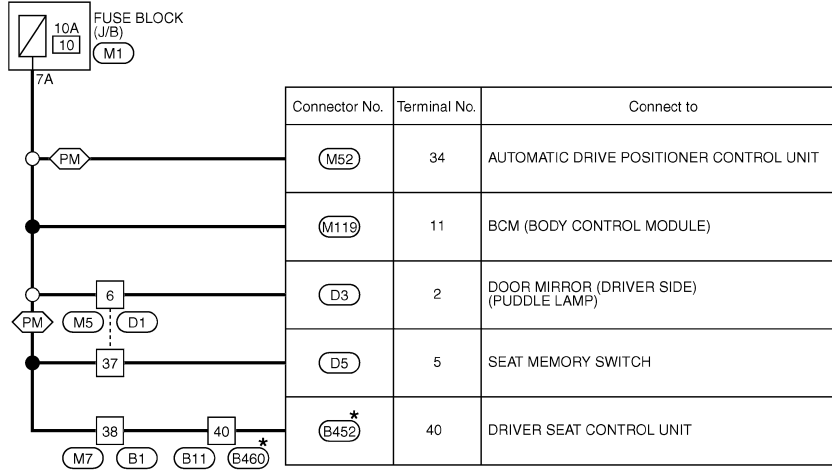 FUSE BLOCK
(J/B)
10A
10
M1
7A
Connector No. Terminal No. Connect to
PM M52 34 AUTOMATIC DRIVE POSITIONER CONTROL UNIT
M119 11 BCM (BODY CONTROL MODULE)
6 D3 2 DOOR MIRROR (DRIVER SIDE)
(PUDDLE LAMP)
PM M5 D1
37 D5 5 SEAT MEMORY SWITCH
38 40 B452* 40 DRIVER SEAT CONTROL UNIT
M7 B1 B11 B460*